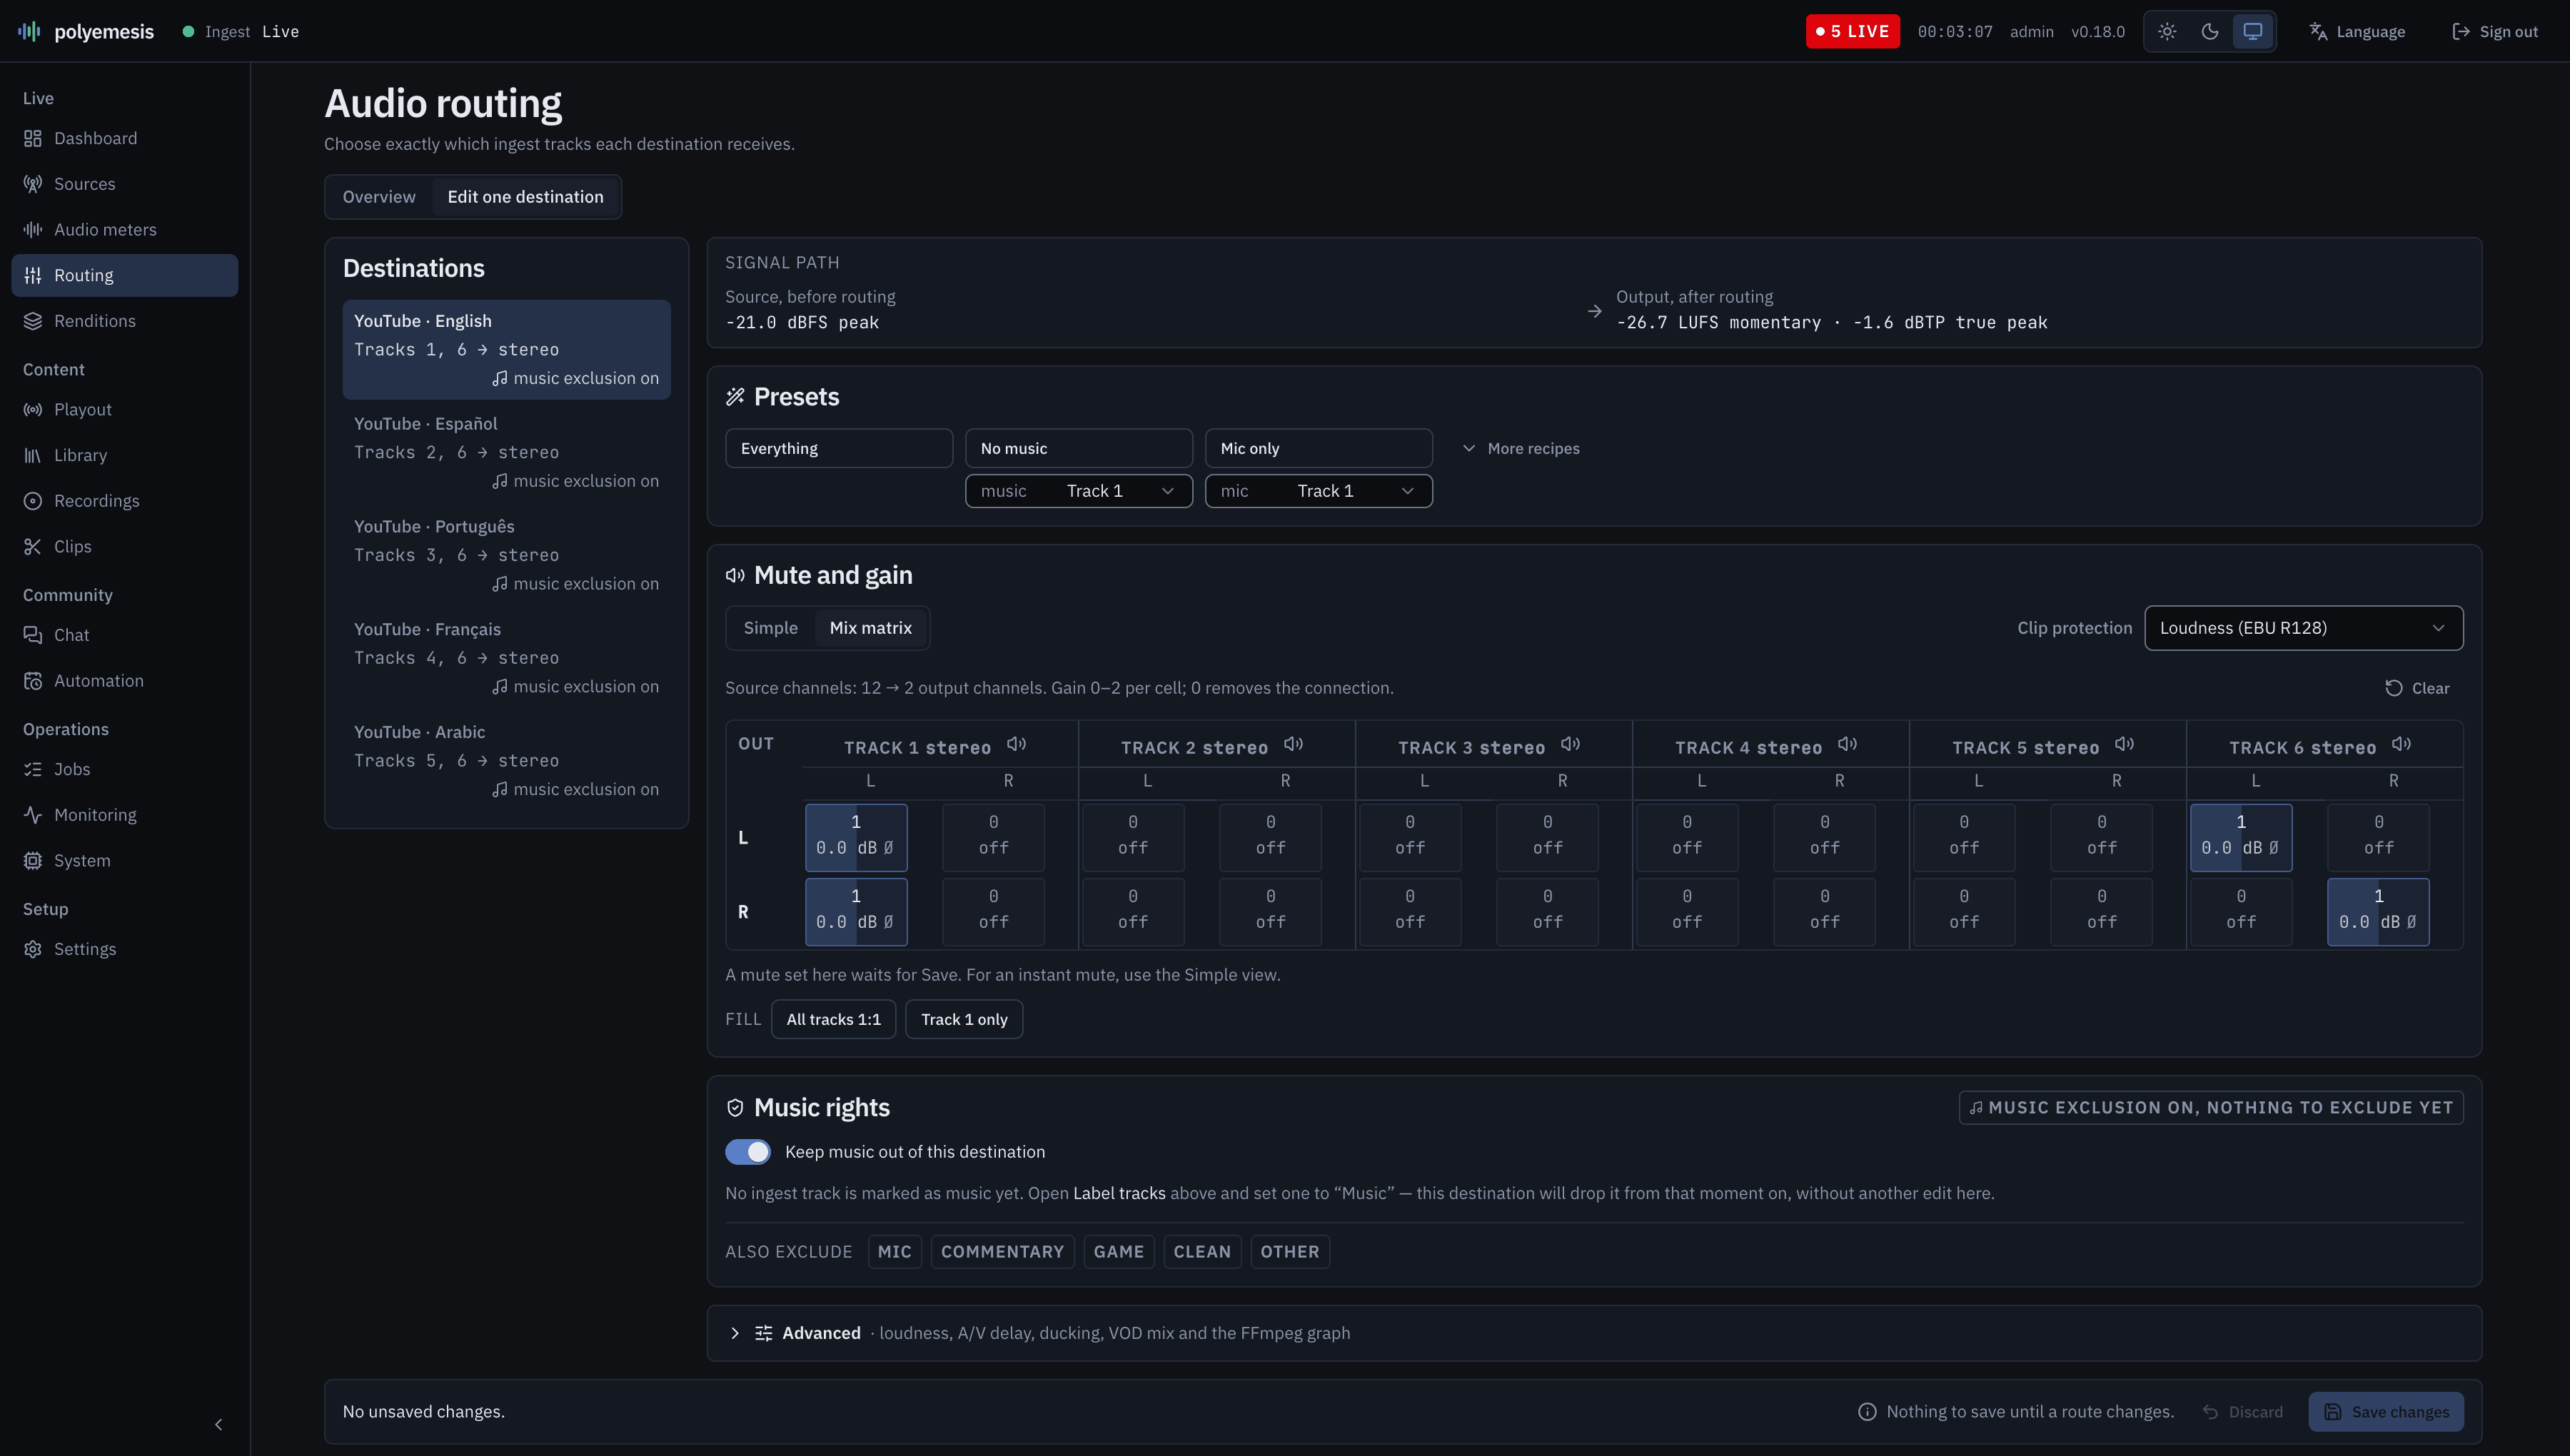 polyemesis
Ingest Live
5 LIVE 00:03:07 admin v0.18.0 Language Sign out
Live
Dashboard
Sources
Audio meters
Routing
Renditions
Content
Playout
Library
Recordings
Clips
Community
Chat
Automation
Operations
Jobs
Monitoring
System
Setup
Settings
Audio routing
Choose exactly which ingest tracks each destination receives.
Overview Edit one destination
Destinations
YouTube · English
Tracks 1, 6 → stereo
music exclusion on
YouTube · Español
Tracks 2, 6 → stereo
music exclusion on
YouTube · Português
Tracks 3, 6 → stereo
music exclusion on
YouTube · Français
Tracks 4, 6 → stereo
music exclusion on
YouTube · Arabic
Tracks 5, 6 → stereo
music exclusion on
SIGNAL PATH
Source, before routing → Output, after routing
-21.0 dBFS peak -26.7 LUFS momentary · -1.6 dBTP true peak
Presets
Everything No music Mic only More recipes
music Track 1 mic Track 1
Mute and gain
Simple Mix matrix Clip protection Loudness (EBU R128)
Source channels: 12 → 2 output channels. Gain 0–2 per cell; 0 removes the connection. Clear
OUT TRACK 1 stereo TRACK 2 stereo TRACK 3 stereo TRACK 4 stereo TRACK 5 stereo TRACK 6 stereo
L R L R L R L R L R L R
L
1 0 0 0 0 0 0 0 0 0 1 0
0.0 dB Ø off off off off off off off off off 0.0 dB Ø off
R
1 0 0 0 0 0 0 0 0 0 0 1
0.0 dB Ø off off off off off off off off off off 0.0 dB Ø
A mute set here waits for Save. For an instant mute, use the Simple view.
FILL All tracks 1:1 Track 1 only
Music rights MUSIC EXCLUSION ON, NOTHING TO EXCLUDE YET
Keep music out of this destination
No ingest track is marked as music yet. Open Label tracks above and set one to “Music” — this destination will drop it from that moment on, without another edit here.
ALSO EXCLUDE MIC COMMENTARY GAME CLEAN OTHER
Advanced · loudness, A/V delay, ducking, VOD mix and the FFmpeg graph
No unsaved changes. Nothing to save until a route changes. Discard Save changes